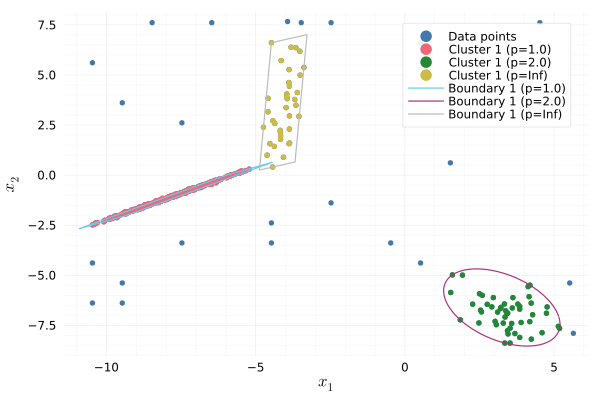 7.5
5.0
2.5
0.0
−2.5
−5.0
−7.5
x2
−10
−5
0
5
x1
Data points
Cluster 1 (p=1.0)
Cluster 1 (p=2.0)
Cluster 1 (p=Inf)
Boundary 1 (p=1.0)
Boundary 1 (p=2.0)
Boundary 1 (p=Inf)